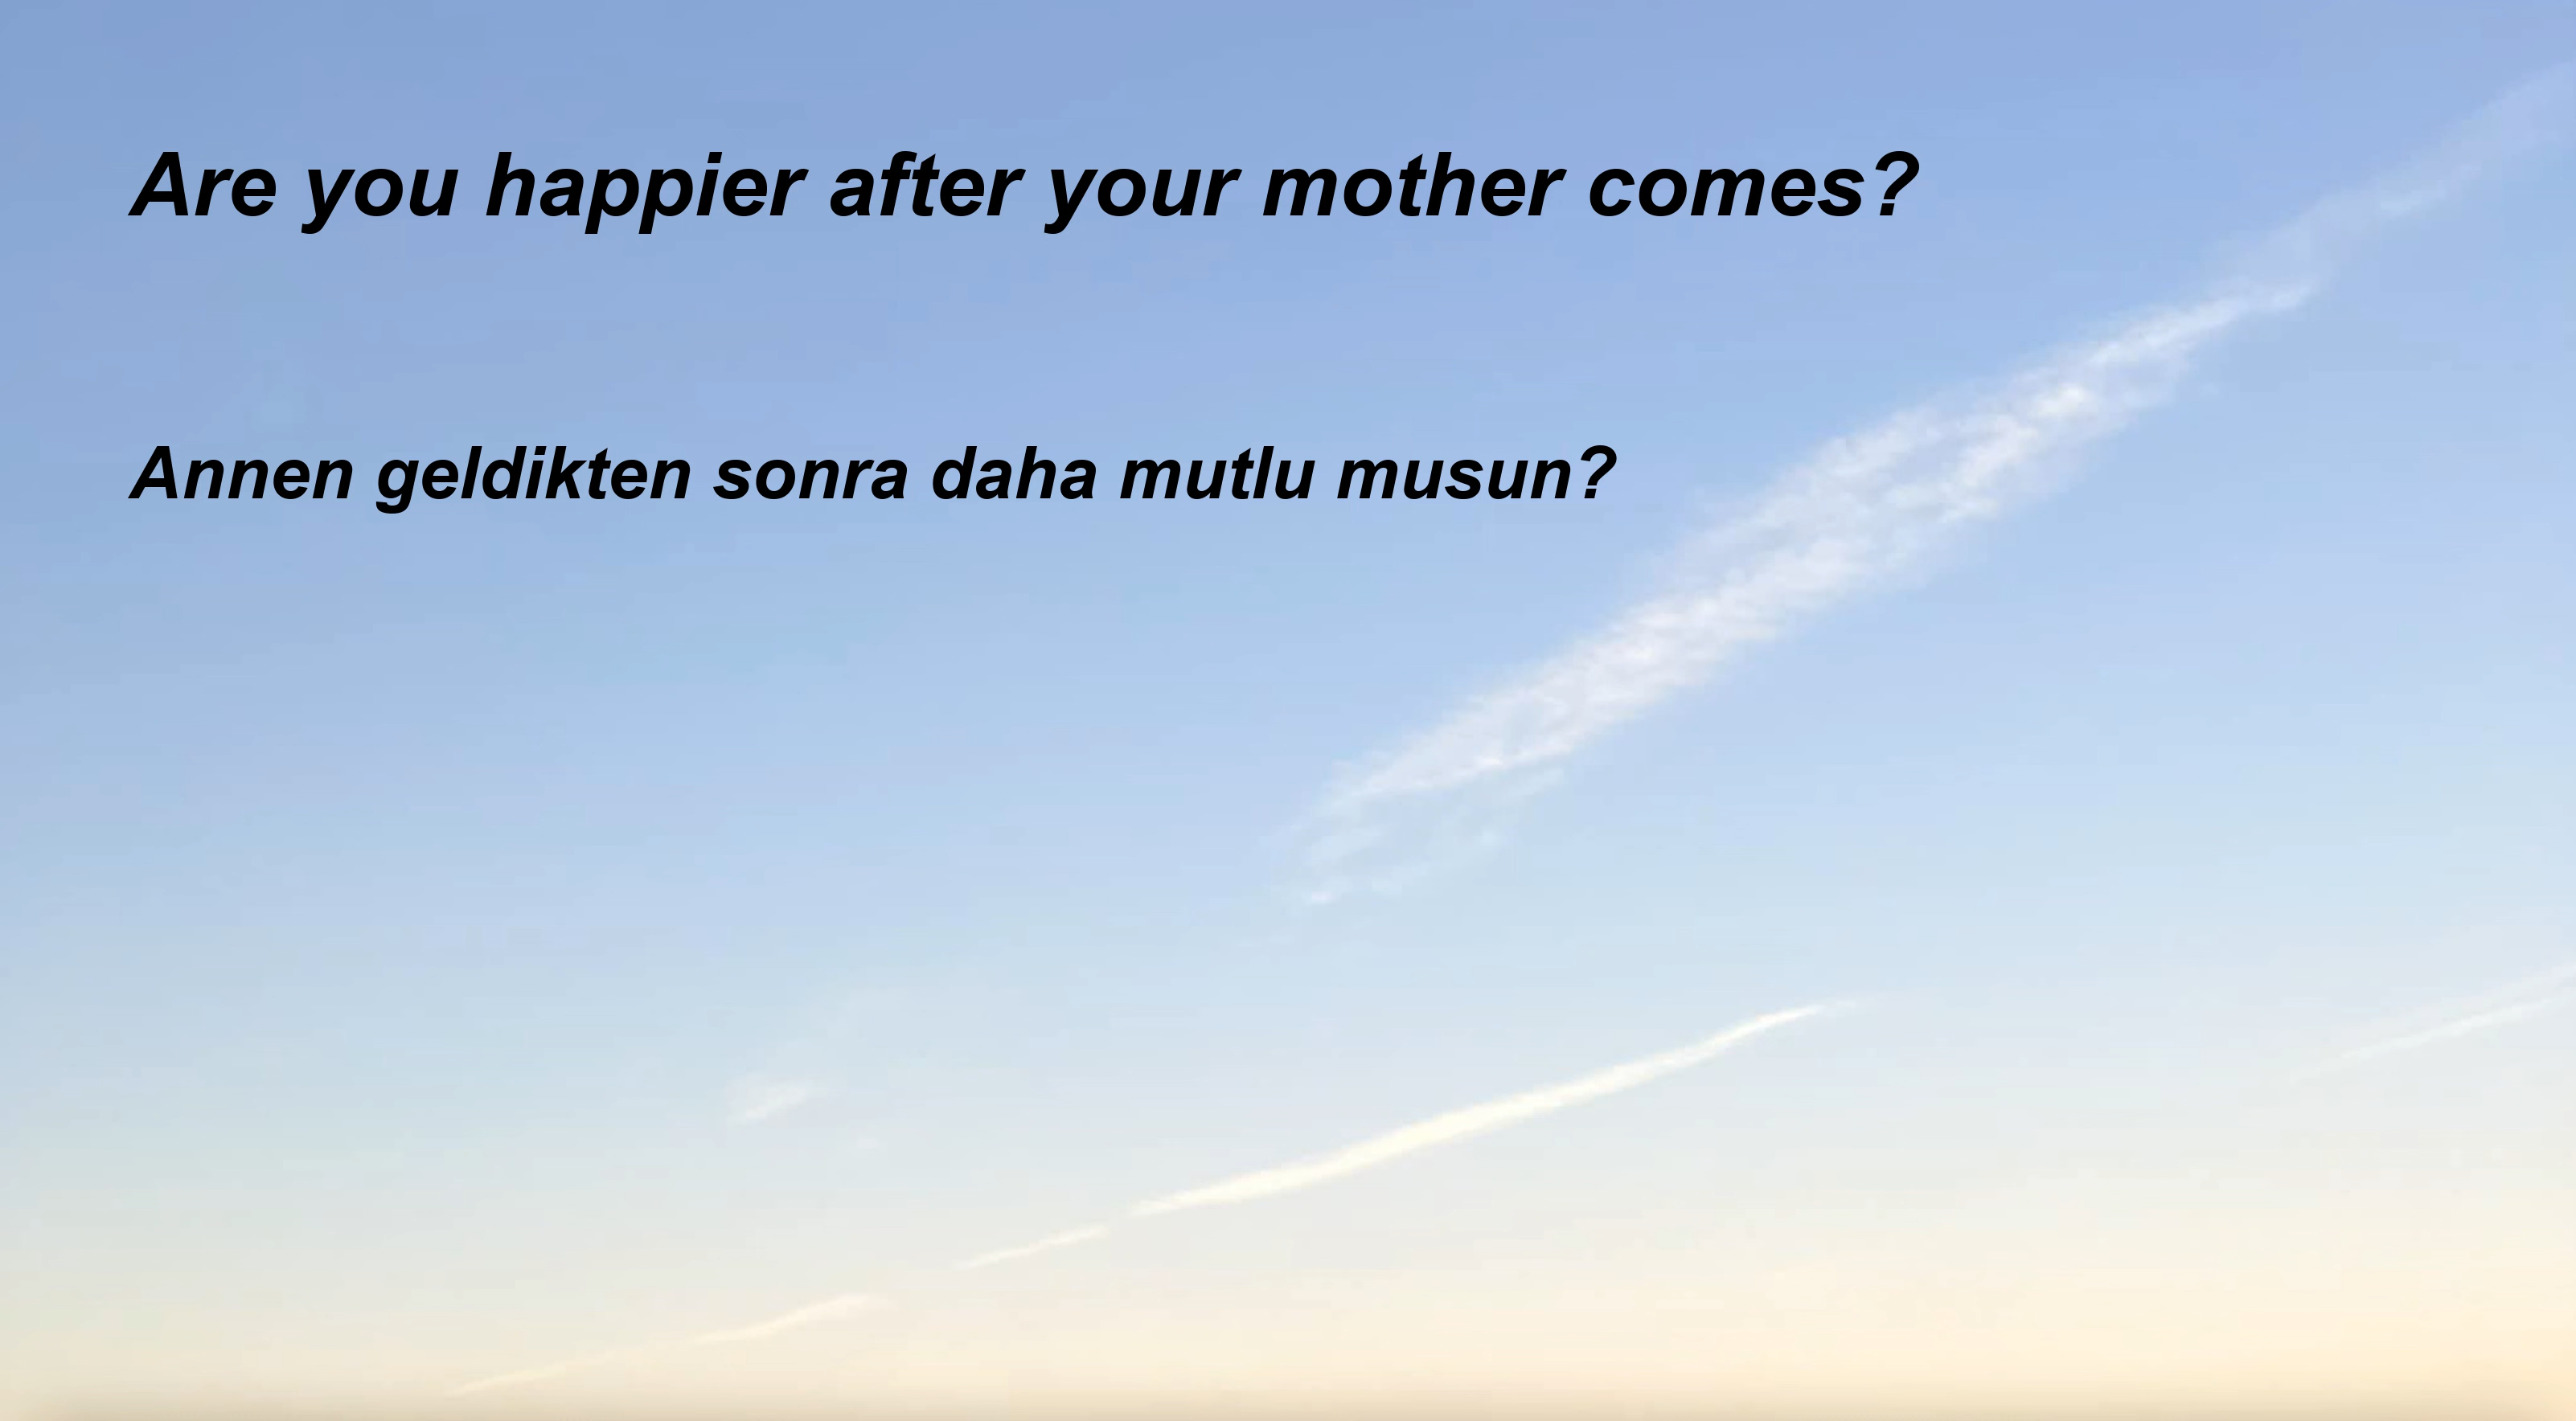 Are you happier after your mother comes?
Annen geldikten sonra daha mutlu musun?